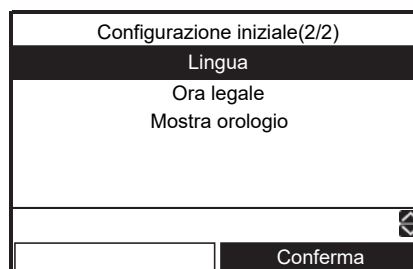 Configurazione iniziale(2/2)
Lingua
Ora legale
Mostra orologio
Conferma